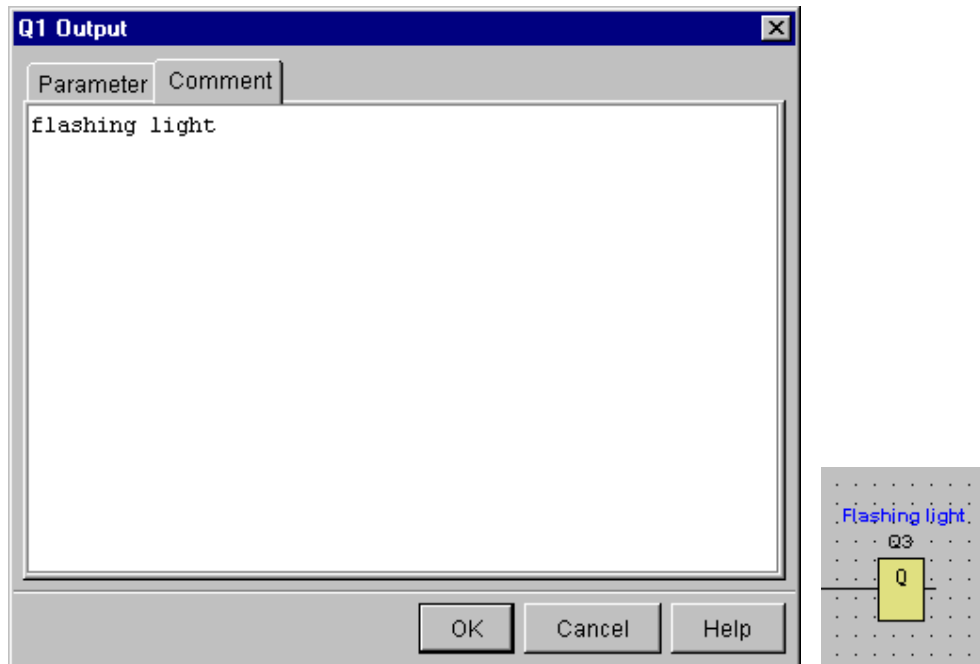 Q1 Output
Parameter Comment
flashing light
OK Cancel Help
Flashing light
Q3
Q